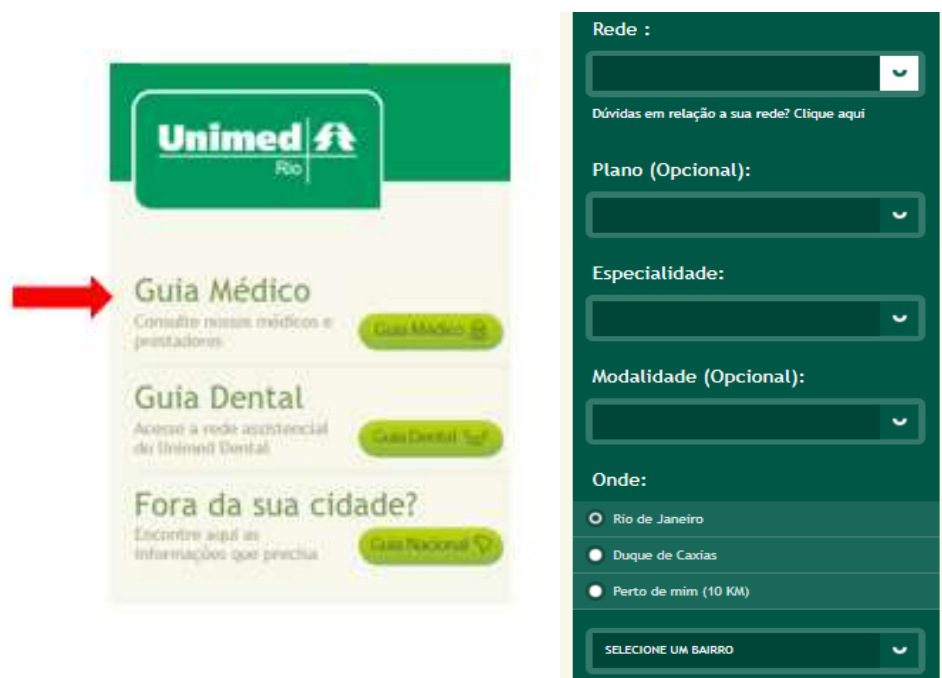 Unimed
Rio
Guia Médico
Consulte nossos médicos e
prestadores
Guia Médico
Guia Dental
Acesse a rede assistencial
do Unimed Dental
Guia Dental
Fora da sua cidade?
Encontre aqui as
informações que precisa
Guia Nacional
Rede :
Dúvidas em relação a sua rede? Clique aqui
Plano (Opcional):
Especialidade:
Modalidade (Opcional):
Onde:
Rio de Janeiro
Duque de Caxias
Perto de mim (10 KM)
SELECIONE UM BAIRRO